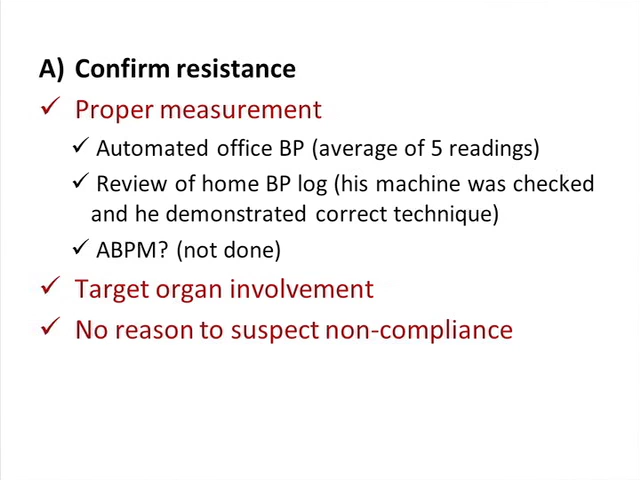 A) Confirm resistance
✓ Proper measurement
✓ Automated office BP (average of 5 readings)
✓ Review of home BP log (his machine was checked
and he demonstrated correct technique)
✓ ABPM? (not done)
✓ Target organ involvement
✓ No reason to suspect non-compliance